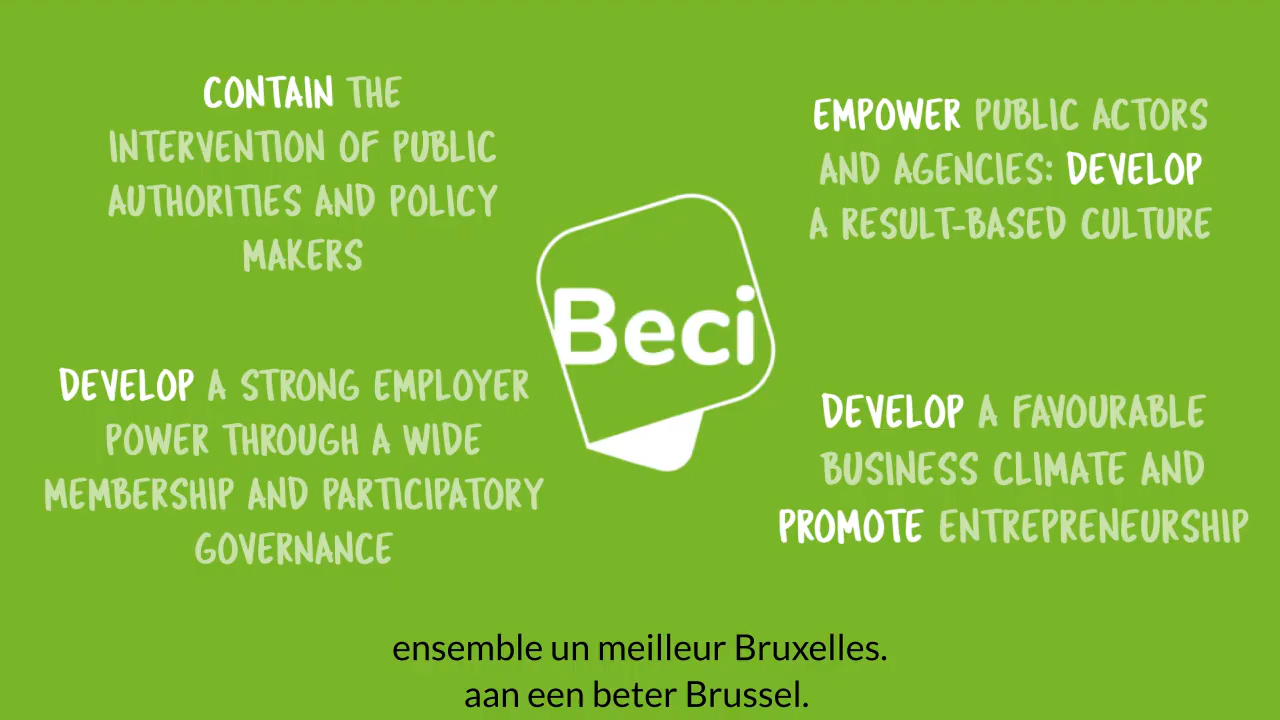 CONTAIN THE
INTERVENTION OF PUBLIC
AUTHORITIES AND POLICY
MAKERS
EMPOWER PUBLIC ACTORS
AND AGENCIES: DEVELOP
A RESULT-BASED CULTURE
Beci
DEVELOP A STRONG EMPLOYER
POWER THROUGH A WIDE
MEMBERSHIP AND PARTICIPATORY
GOVERNANCE
DEVELOP A FAVOURABLE
BUSINESS CLIMATE AND
PROMOTE ENTREPRENEURSHIP
ensemble un meilleur Bruxelles.
aan een beter Brussel.